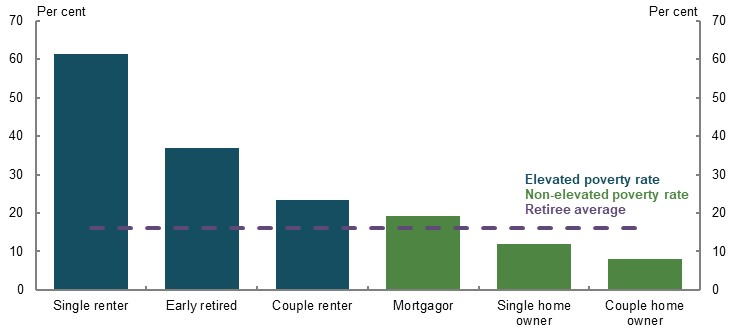 Per cent Per cent
70 70
60 60
50 50
40 40
30 30
Elevated poverty rate
Non-elevated poverty rate
20 20
Retiree average
10 10
0 0
Single renter Early retired Couple renter Mortgagor Single home Couple home
owner owner